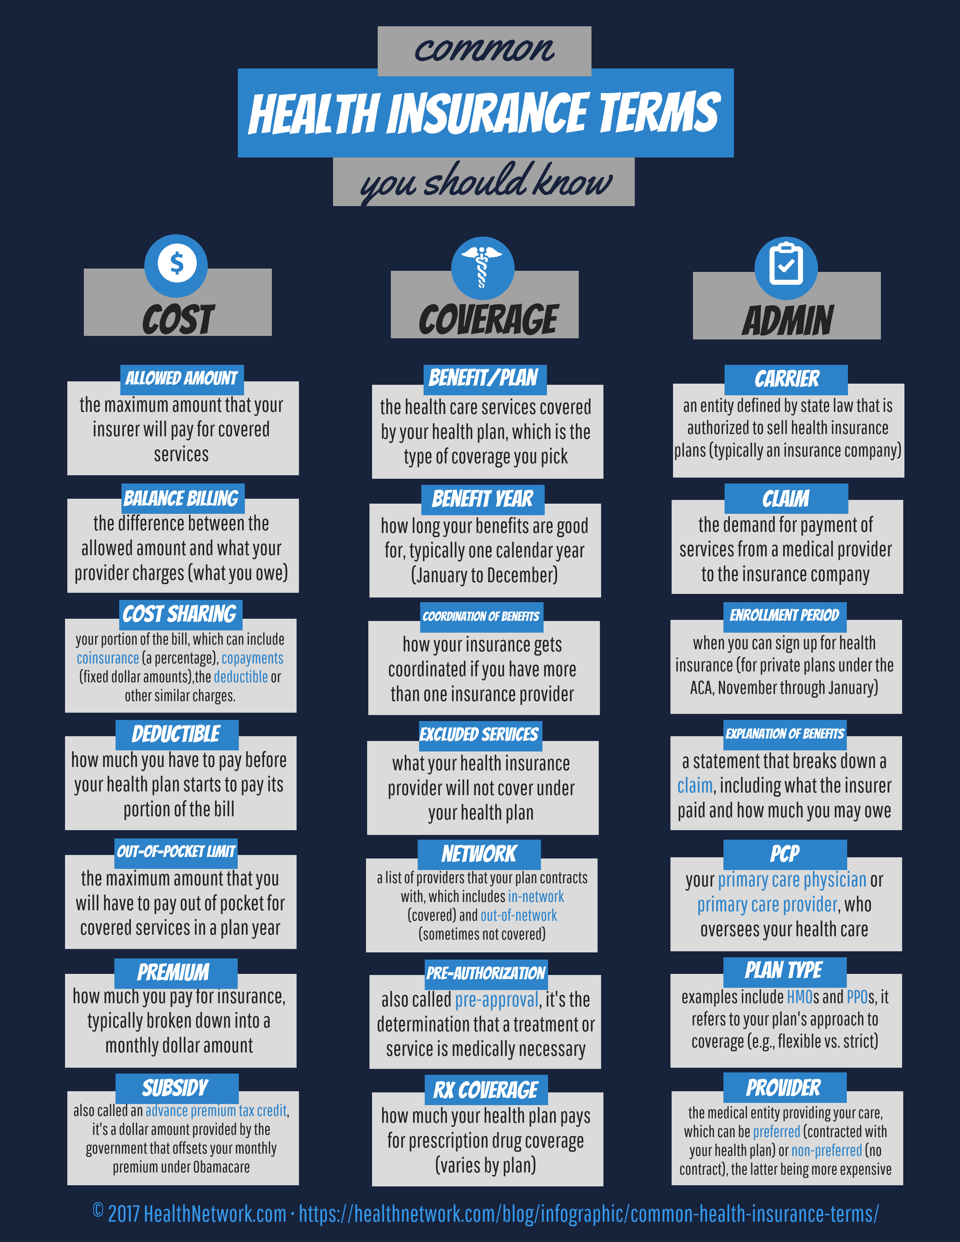 common
HEALTH INSURANCE TERMS
you should know
$
COST
ALLOWED AMOUNT
the maximum amount that your
insurer will pay for covered
services
BALANCE BILLING
the difference between the
allowed amount and what your
provider charges (what you owe)
COST SHARING
your portion of the bill, which can include
coinsurance (a percentage), copayments
(fixed dollar amounts),the deductible or
other similar charges.
DEDUCTIBLE
how much you have to pay before
your health plan starts to pay its
portion of the bill
OUT-OF-POCKET LIMIT
the maximum amount that you
will have to pay out of pocket for
covered services in a plan year
PREMIUM
how much you pay for insurance,
typically broken down into a
monthly dollar amount
SUBSIDY
also called an advance premium tax credit,
it's a dollar amount provided by the
government that offsets your monthly
premium under Obamacare
COVERAGE
BENEFIT/PLAN
the health care services covered
by your health plan, which is the
type of coverage you pick
BENEFIT YEAR
how long your benefits are good
for, typically one calendar year
(January to December)
COORDINATION OF BENEFITS
how your insurance gets
coordinated if you have more
than one insurance provider
EXCLUDED SERVICES
what your health insurance
provider will not cover under
your health plan
NETWORK
a list of providers that your plan contracts
with, which includes in-network
(covered) and out-of-network
(sometimes not covered)
PRE-AUTHORIZATION
also called pre-approval, it's the
determination that a treatment or
service is medically necessary
RX COVERAGE
how much your health plan pays
for prescription drug coverage
(varies by plan)
ADMIN
CARRIER
an entity defined by state law that is
authorized to sell health insurance
plans (typically an insurance company)
CLAIM
the demand for payment of
services from a medical provider
to the insurance company
ENROLLMENT PERIOD
when you can sign up for health
insurance (for private plans under the
ACA, November through January)
EXPLANATION OF BENEFITS
a statement that breaks down a
claim, including what the insurer
paid and how much you may owe
PCP
your primary care physician or
primary care provider, who
oversees your health care
PLAN TYPE
examples include HMOs and PPOs, it
refers to your plan's approach to
coverage (e.g., flexible vs. strict)
PROVIDER
the medical entity providing your care,
which can be preferred (contracted with
your health plan) or non-preferred (no
contract), the latter being more expensive
© 2017 HealthNetwork.com · https://healthnetwork.com/blog/infographic/common-health-insurance-terms/